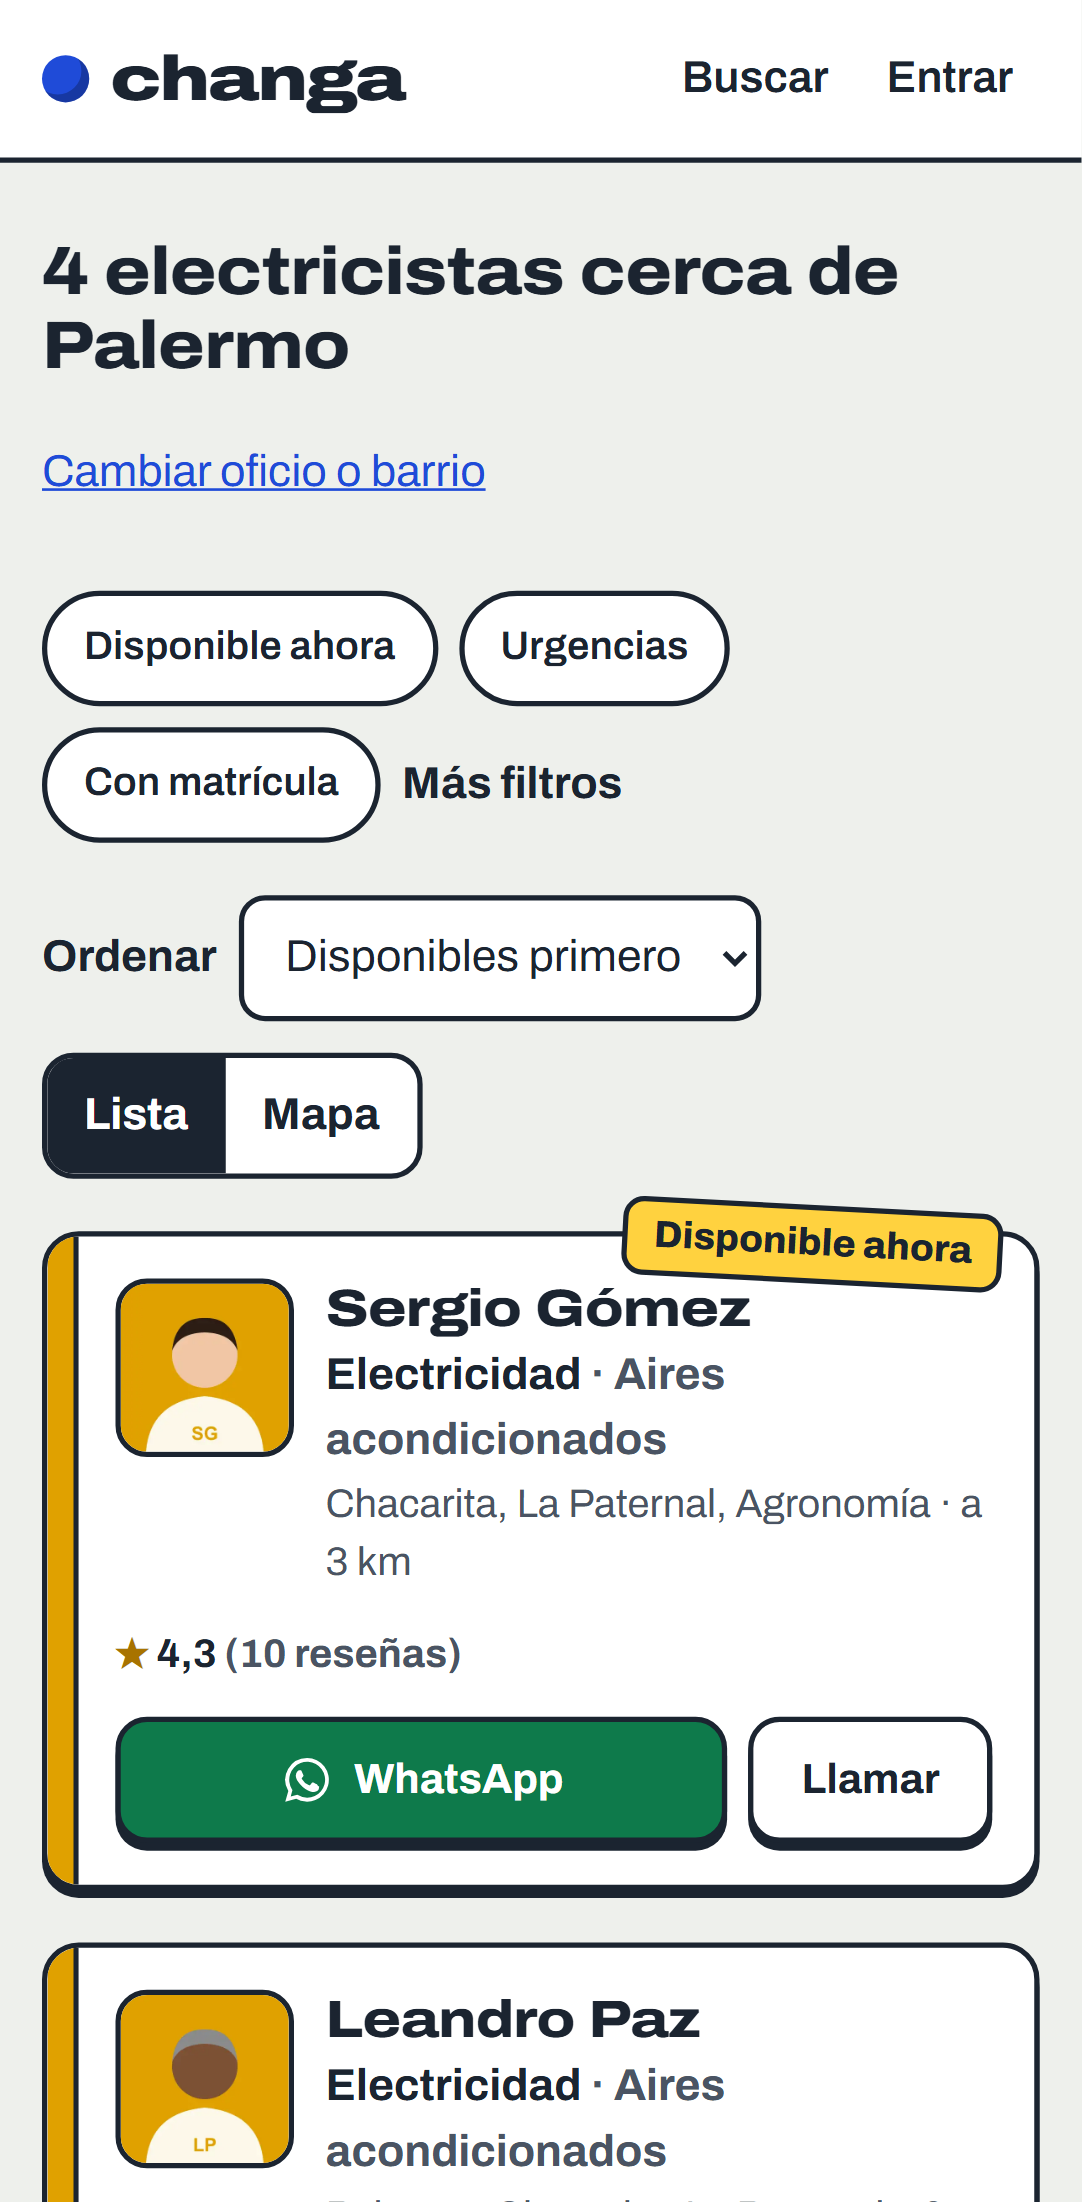 changa
Buscar Entrar
4 electricistas cerca de
Palermo
Cambiar oficio o barrio
Disponible ahora Urgencias
Con matrícula Más filtros
Ordenar Disponibles primero
Lista Mapa
Disponible ahora
Sergio Gómez
Electricidad · Aires
acondicionados
Chacarita, La Paternal, Agronomía · a
3 km
SG
★ 4,3 (10 reseñas)
WhatsApp Llamar
Leandro Paz
Electricidad · Aires
acondicionados
LP